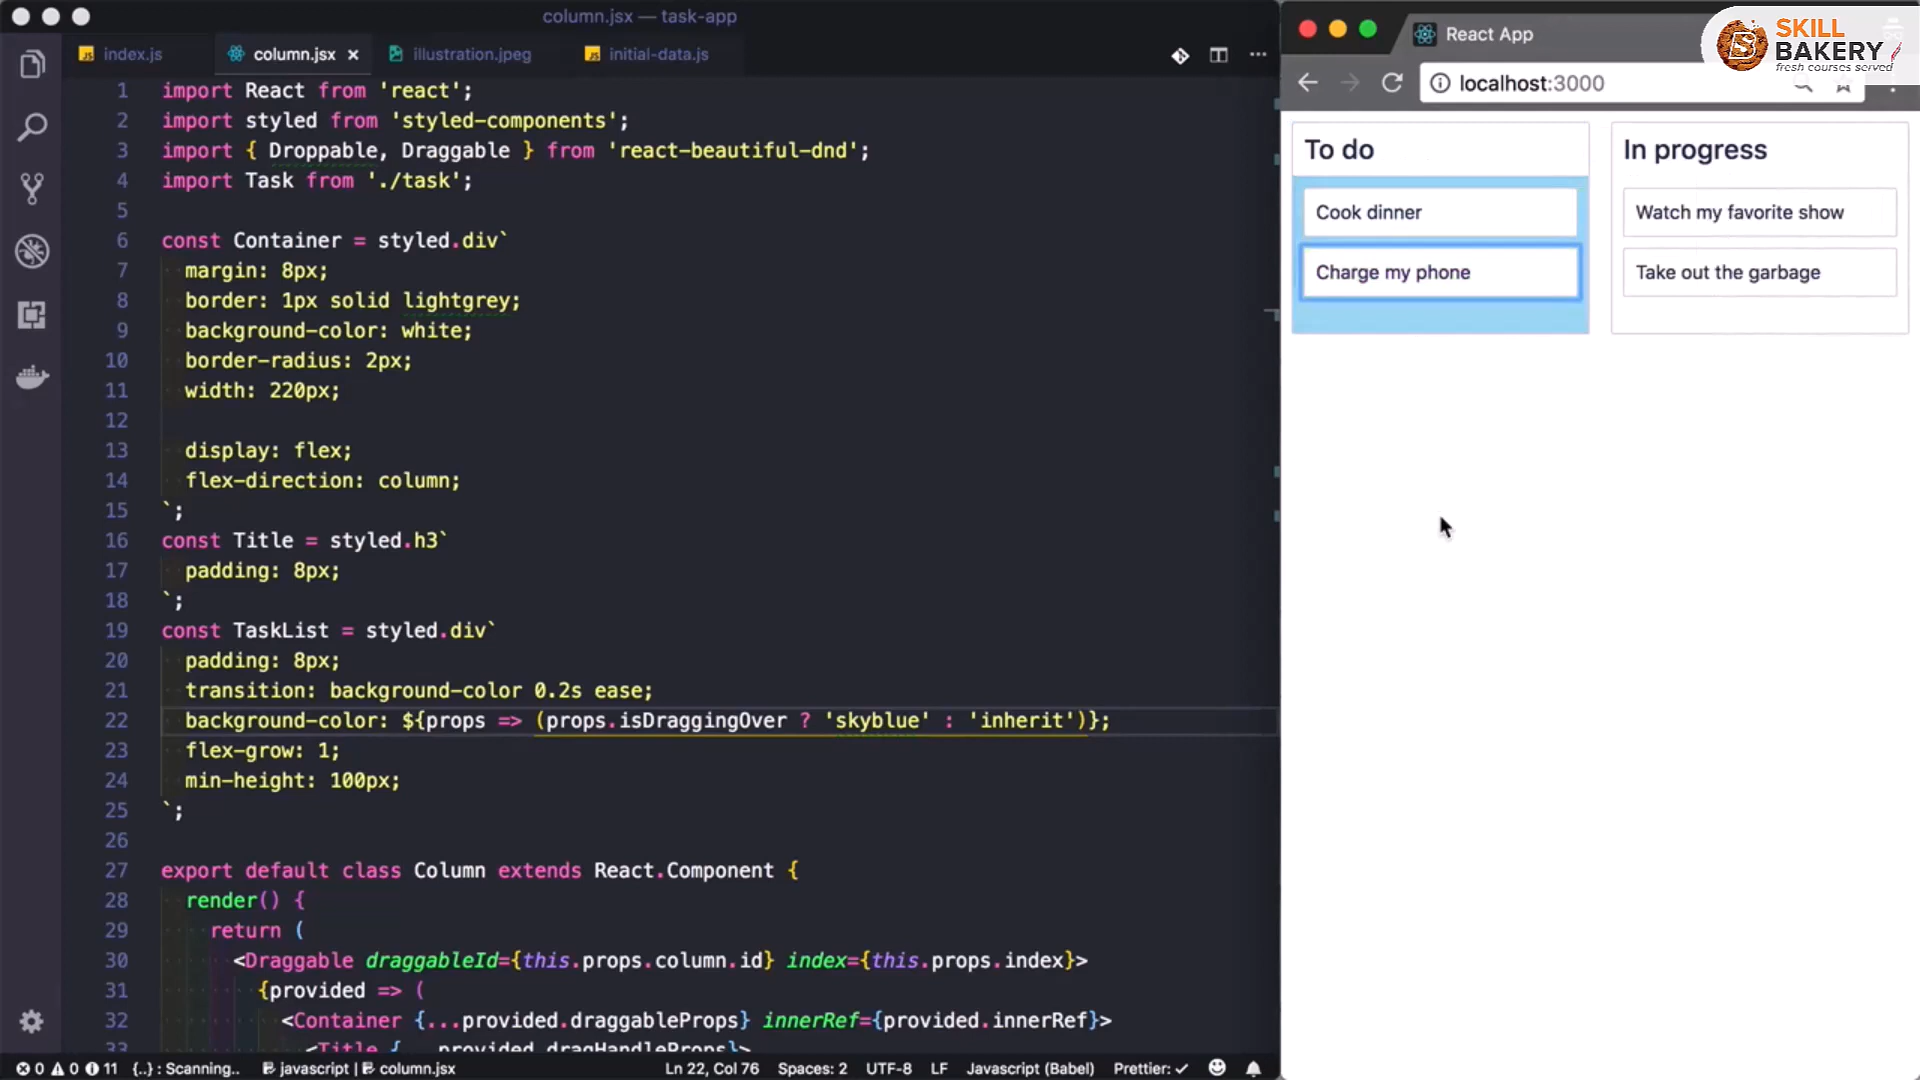 column.jsx — task-app
index.js
column.jsx
illustration.jpeg
initial-data.js
1 import React from 'react';
2 import styled from 'styled-components';
3 import { Droppable, Draggable } from 'react-beautiful-dnd';
4 import Task from './task';
5
6 const Container = styled.div`
7 margin: 8px;
8 border: 1px solid lightgrey;
9 background-color: white;
10 border-radius: 2px;
11 width: 220px;
12
13 display: flex;
14 flex-direction: column;
15 `;
16 const Title = styled.h3`
17 padding: 8px;
18 `;
19 const TaskList = styled.div`
20 padding: 8px;
21 transition: background-color 0.2s ease;
22 background-color: ${props => (props.isDraggingOver ? 'skyblue' : 'inherit')};
23 flex-grow: 1;
24 min-height: 100px;
25 `;
26
27 export default class Column extends React.Component {
28 render() {
29 return (
30 <Draggable draggableId={this.props.column.id} index={this.props.index}>
31 {provided => (
32 <Container {...provided.draggableProps} innerRef={provided.innerRef}>
33 <Title {...provided.dragHandleProps}>
0 0 11 {..} : Scanning.. javascript | column.jsx Ln 22, Col 76 Spaces: 2 UTF-8 LF Javascript (Babel) Prettier: ✓
React App
SKILL
BAKERY
fresh courses served
localhost:3000
To do
Cook dinner
Charge my phone
In progress
Watch my favorite show
Take out the garbage